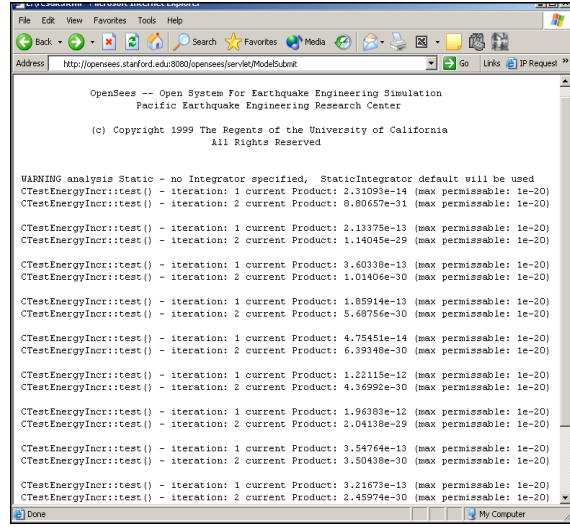 Microsoft Internet Explorer
File Edit View Favorites Tools Help
Back Search Favorites Media
Address http://opensees.stanford.edu:8080/opensees/servlet/ModelSubmit Go Links IP Request »
OpenSees -- Open System For Earthquake Engineering Simulation
Pacific Earthquake Engineering Research Center
(c) Copyright 1999 The Regents of the University of California
All Rights Reserved
WARNING analysis Static - no Integrator specified, StaticIntegrator default will be used
CTestEnergyIncr::test() - iteration: 1 current Product: 2.31093e-14 (max permissable: 1e-20)
CTestEnergyIncr::test() - iteration: 2 current Product: 8.80657e-31 (max permissable: 1e-20)
CTestEnergyIncr::test() - iteration: 1 current Product: 2.13375e-13 (max permissable: 1e-20)
CTestEnergyIncr::test() - iteration: 2 current Product: 1.14045e-29 (max permissable: 1e-20)
CTestEnergyIncr::test() - iteration: 1 current Product: 3.60338e-13 (max permissable: 1e-20)
CTestEnergyIncr::test() - iteration: 2 current Product: 1.01406e-30 (max permissable: 1e-20)
CTestEnergyIncr::test() - iteration: 1 current Product: 1.85914e-13 (max permissable: 1e-20)
CTestEnergyIncr::test() - iteration: 2 current Product: 5.68756e-30 (max permissable: 1e-20)
CTestEnergyIncr::test() - iteration: 1 current Product: 4.75451e-14 (max permissable: 1e-20)
CTestEnergyIncr::test() - iteration: 2 current Product: 6.39348e-30 (max permissable: 1e-20)
CTestEnergyIncr::test() - iteration: 1 current Product: 1.22115e-12 (max permissable: 1e-20)
CTestEnergyIncr::test() - iteration: 2 current Product: 4.36992e-30 (max permissable: 1e-20)
CTestEnergyIncr::test() - iteration: 1 current Product: 1.96383e-12 (max permissable: 1e-20)
CTestEnergyIncr::test() - iteration: 2 current Product: 2.04138e-29 (max permissable: 1e-20)
CTestEnergyIncr::test() - iteration: 1 current Product: 3.54764e-13 (max permissable: 1e-20)
CTestEnergyIncr::test() - iteration: 2 current Product: 3.50438e-30 (max permissable: 1e-20)
CTestEnergyIncr::test() - iteration: 1 current Product: 3.21673e-13 (max permissable: 1e-20)
CTestEnergyIncr::test() - iteration: 2 current Product: 2.45974e-30 (max permissable: 1e-20)
Done My Computer